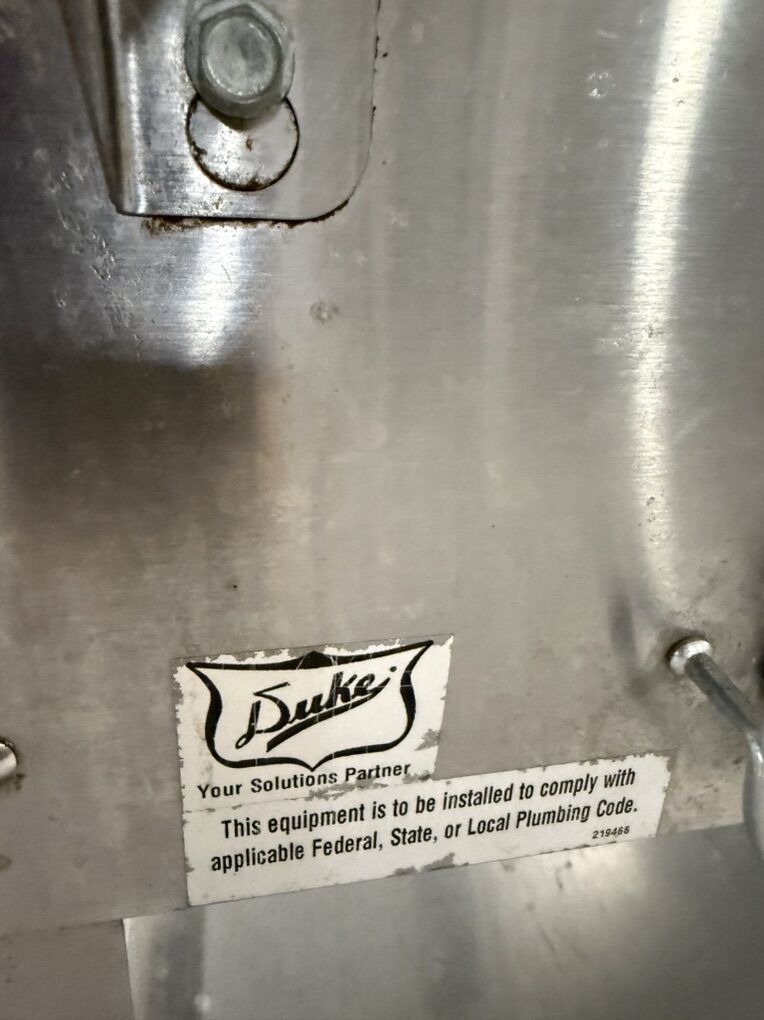 Duke
Your Solutions Partner
This equipment is to be installed to comply with
applicable Federal, State, or Local Plumbing Code.
219466